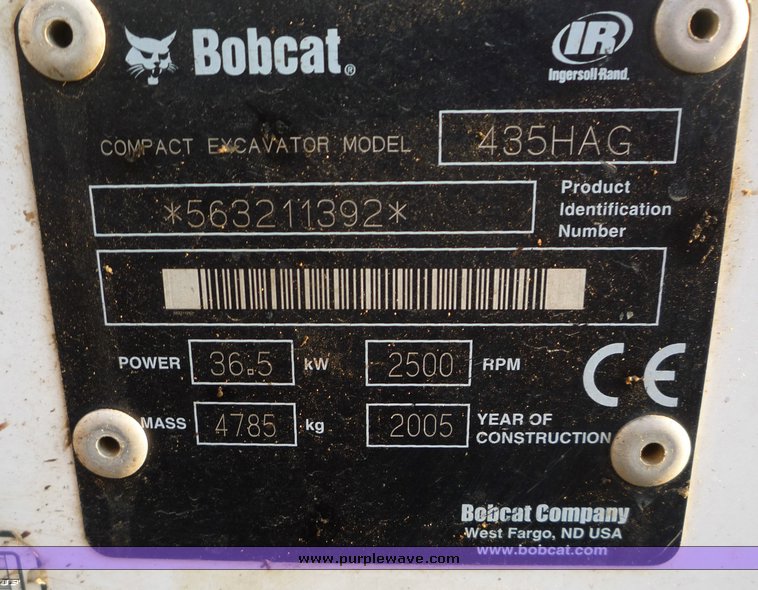 Bobcat®
IR
Ingersoll-Rand.
COMPACT EXCAVATOR MODEL 435HAG
*563211392*
Product
Identification
Number
POWER 36.5 kW 2500 RPM
CE
MASS 4785 kg 2005 YEAR OF
CONSTRUCTION
Bobcat Company
West Fargo, ND USA
www.bobcat.com
www.purplewave.com